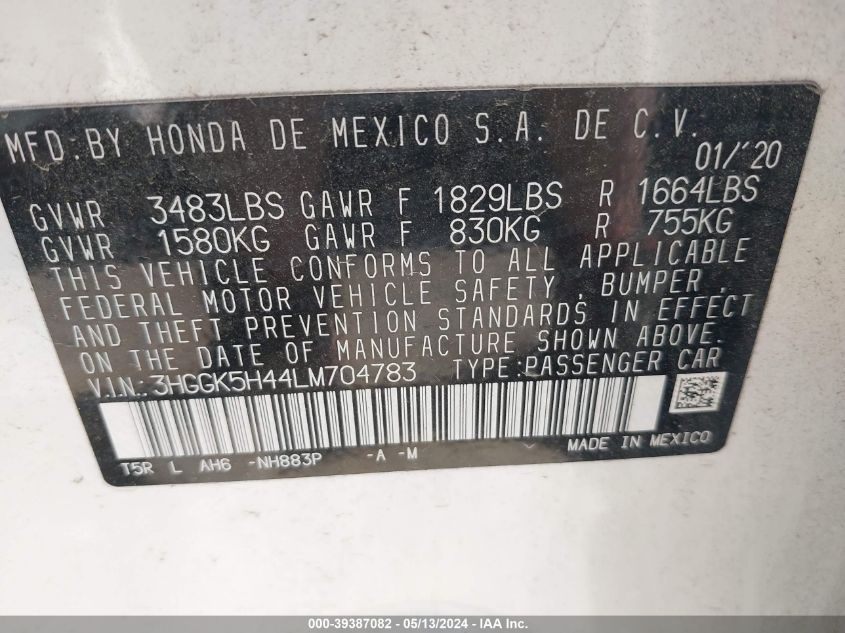 MFD. BY HONDA DE MEXICO S.A. DE C.V.
01/'20
GVWR 3483LBS GAWR F 1829LBS R 1664LBS
GVWR 1580KG GAWR F 830KG R 755KG
THIS VEHICLE CONFORMS TO ALL APPLICABLE
FEDERAL MOTOR VEHICLE SAFETY, BUMPER,
AND THEFT PREVENTION STANDARDS IN EFFECT
ON THE DATE OF MANUFACTURE SHOWN ABOVE.
V.I.N.: 3HGGK5H44LM704783 TYPE:PASSENGER CAR
MADE IN MEXICO
T5R L AH6 -NH883P -A -M
000-39387082 - 05/13/2024 - IAA Inc.